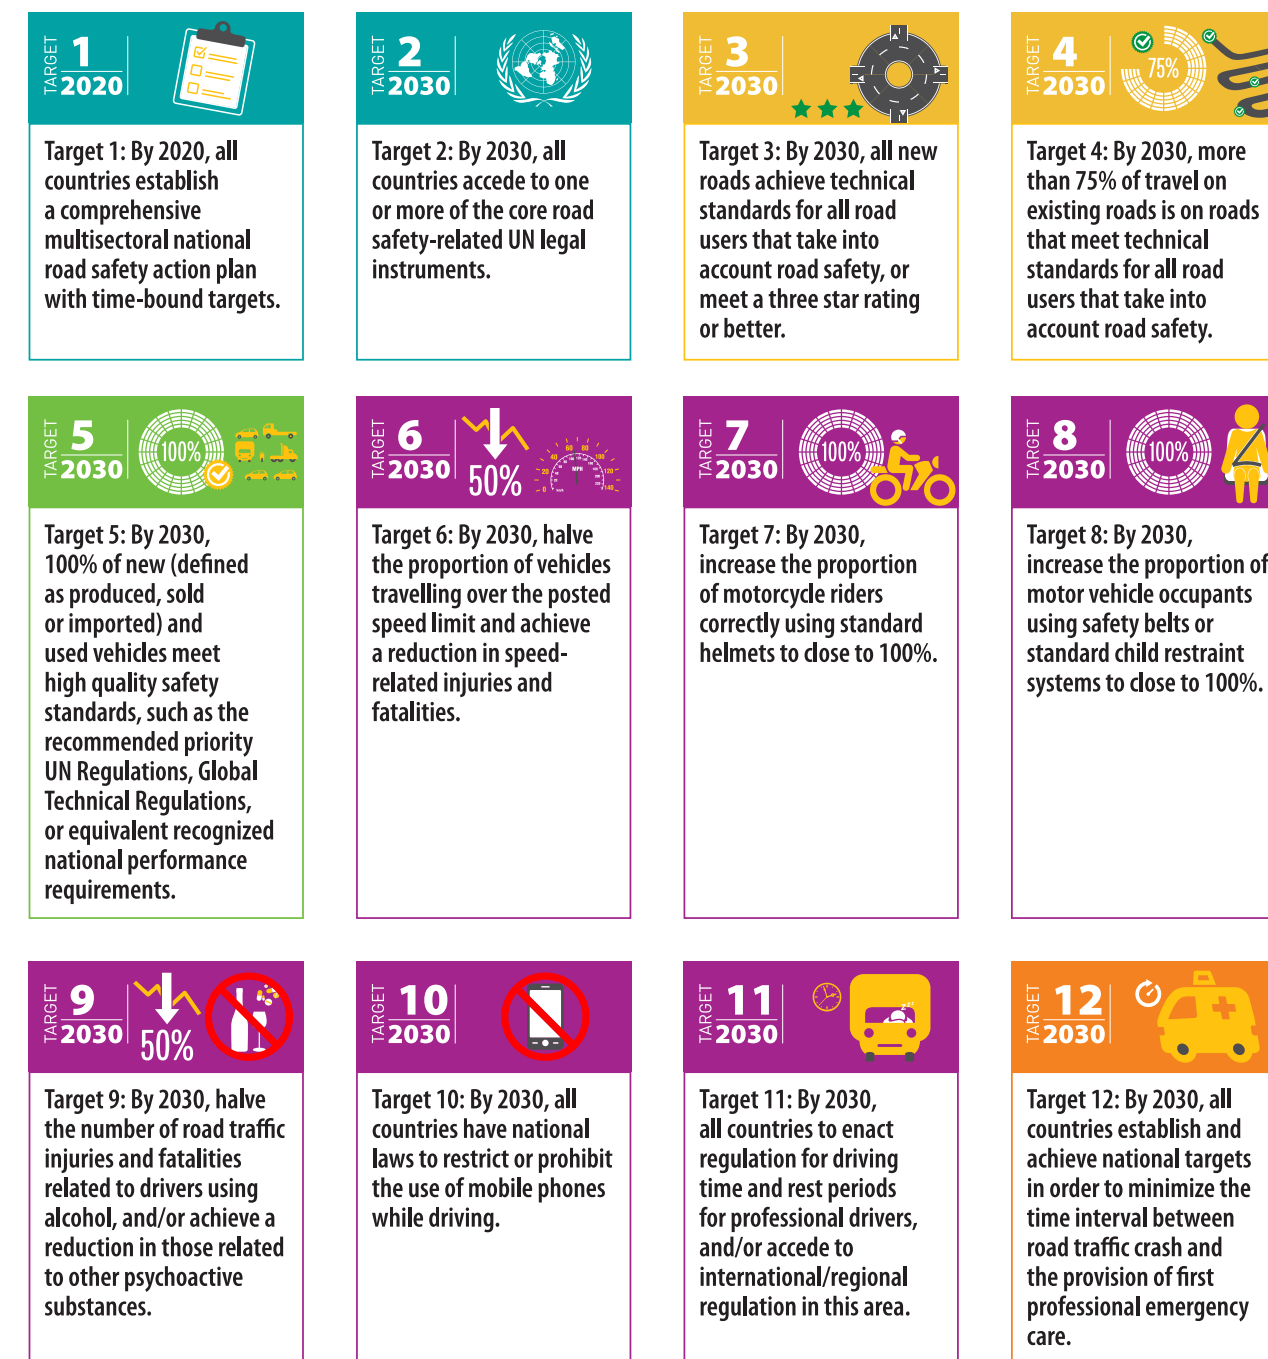 TARGET
1
2020
Target 1: By 2020, all
countries establish
a comprehensive
multisectoral national
road safety action plan
with time-bound targets.
TARGET
2
2030
Target 2: By 2030, all
countries accede to one
or more of the core road
safety-related UN legal
instruments.
TARGET
3
2030
Target 3: By 2030, all new
roads achieve technical
standards for all road
users that take into
account road safety, or
meet a three star rating
or better.
TARGET
4
2030
75%
Target 4: By 2030, more
than 75% of travel on
existing roads is on roads
that meet technical
standards for all road
users that take into
account road safety.
TARGET
5
2030
100%
Target 5: By 2030,
100% of new (defined
as produced, sold
or imported) and
used vehicles meet
high quality safety
standards, such as the
recommended priority
UN Regulations, Global
Technical Regulations,
or equivalent recognized
national performance
requirements.
TARGET
6
2030
50%
0 20 40 60 80 100 120 140
MPH
Target 6: By 2030, halve
the proportion of vehicles
travelling over the posted
speed limit and achieve
a reduction in speed-
related injuries and
fatalities.
TARGET
7
2030
100%
Target 7: By 2030,
increase the proportion
of motorcycle riders
correctly using standard
helmets to close to 100%.
TARGET
8
2030
100%
Target 8: By 2030,
increase the proportion of
motor vehicle occupants
using safety belts or
standard child restraint
systems to close to 100%.
TARGET
9
2030
50%
Target 9: By 2030, halve
the number of road traffic
injuries and fatalities
related to drivers using
alcohol, and/or achieve a
reduction in those related
to other psychoactive
substances.
TARGET
10
2030
Target 10: By 2030, all
countries have national
laws to restrict or prohibit
the use of mobile phones
while driving.
TARGET
11
2030
Target 11: By 2030,
all countries to enact
regulation for driving
time and rest periods
for professional drivers,
and/or accede to
international/regional
regulation in this area.
TARGET
12
2030
Target 12: By 2030, all
countries establish and
achieve national targets
in order to minimize the
time interval between
road traffic crash and
the provision of first
professional emergency
care.